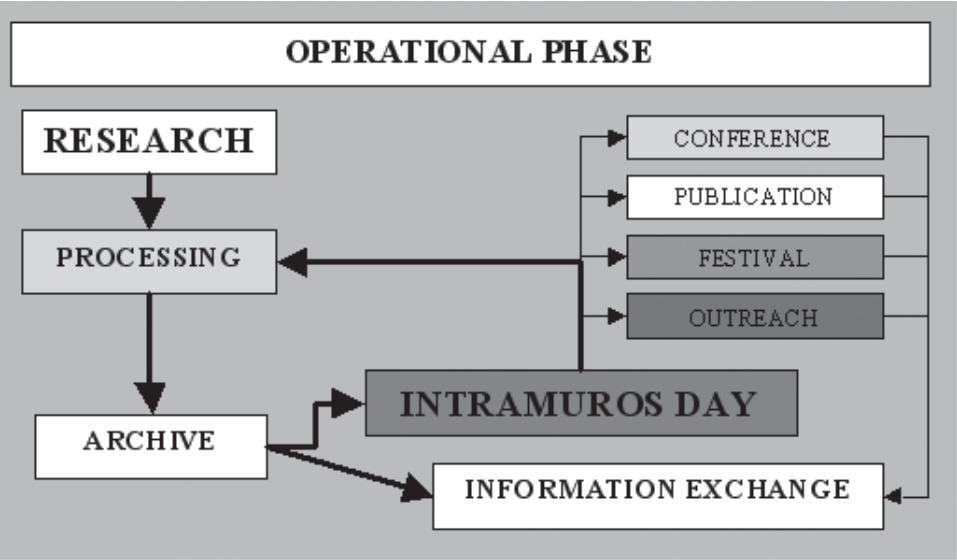 OPERATIONAL PHASE
RESEARCH
PROCESSING
ARCHIVE
CONFERENCE
PUBLICATION
FESTIVAL
OUTREACH
INTRAMUROS DAY
INFORMATION EXCHANGE